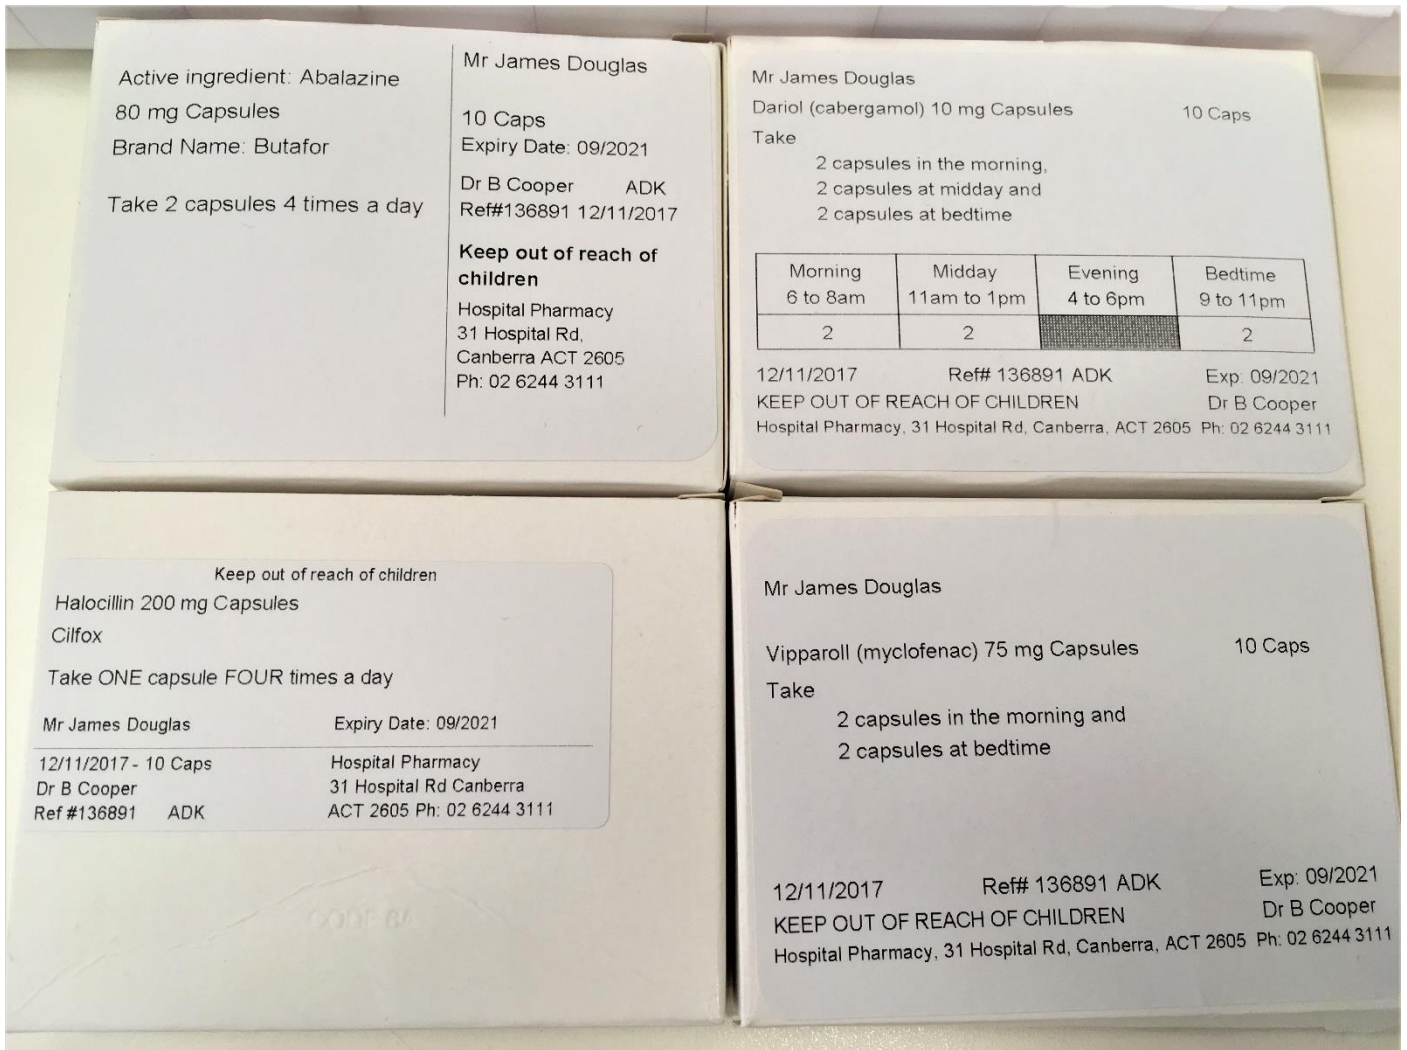 Active ingredient: Abalazine
80 mg Capsules
Brand Name: Butafor
Take 2 capsules 4 times a day
Mr James Douglas
10 Caps
Expiry Date: 09/2021
Dr B Cooper ADK
Ref#136891 12/11/2017
Keep out of reach of
children
Hospital Pharmacy
31 Hospital Rd,
Canberra ACT 2605
Ph: 02 6244 3111
Mr James Douglas
Dariol (cabergamol) 10 mg Capsules 10 Caps
Take
2 capsules in the morning,
2 capsules at midday and
2 capsules at bedtime
Morning Midday Evening Bedtime
6 to 8am 11am to 1pm 4 to 6pm 9 to 11pm
2 2 2
12/11/2017 Ref# 136891 ADK Exp: 09/2021
KEEP OUT OF REACH OF CHILDREN Dr B Cooper
Hospital Pharmacy, 31 Hospital Rd, Canberra, ACT 2605 Ph: 02 6244 3111
Keep out of reach of children
Halocillin 200 mg Capsules
Cilfox
Take ONE capsule FOUR times a day
Mr James Douglas Expiry Date: 09/2021
12/11/2017 - 10 Caps Hospital Pharmacy
Dr B Cooper 31 Hospital Rd Canberra
Ref #136891 ADK ACT 2605 Ph: 02 6244 3111
Mr James Douglas
Vipparoll (myclofenac) 75 mg Capsules 10 Caps
Take
2 capsules in the morning and
2 capsules at bedtime
12/11/2017 Ref# 136891 ADK Exp: 09/2021
KEEP OUT OF REACH OF CHILDREN Dr B Cooper
Hospital Pharmacy, 31 Hospital Rd, Canberra, ACT 2605 Ph: 02 6244 3111